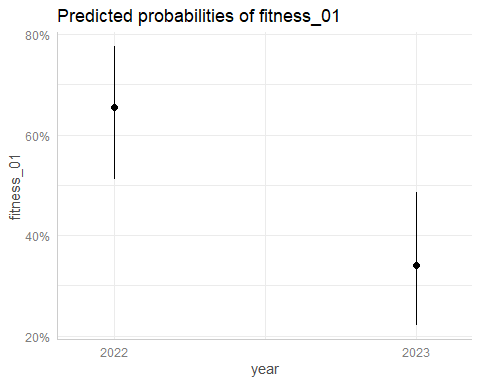 Predicted probabilities of fitness_01
80%
60%
40%
20%
fitness_01
2022
2023
year